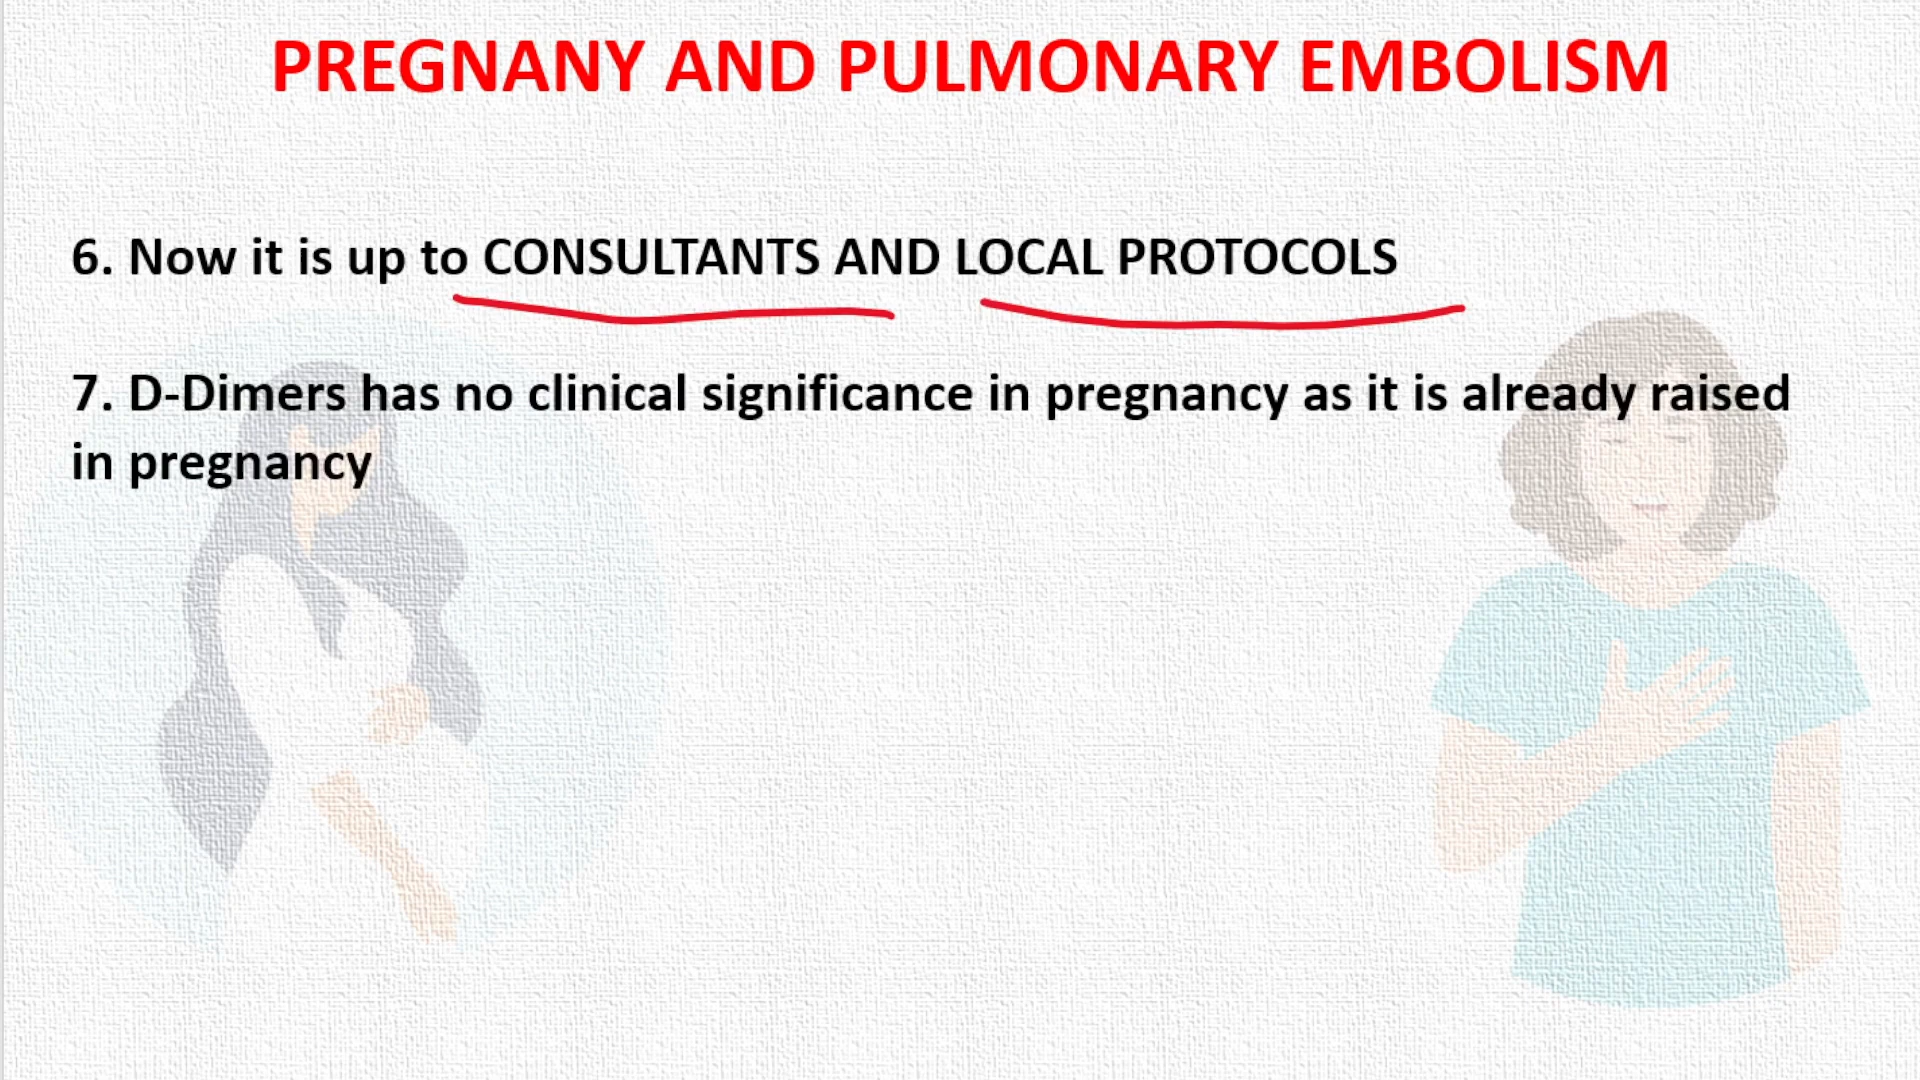 PREGNANY AND PULMONARY EMBOLISM
6. Now it is up to CONSULTANTS AND LOCAL PROTOCOLS
7. D-Dimers has no clinical significance in pregnancy as it is already raised
in pregnancy